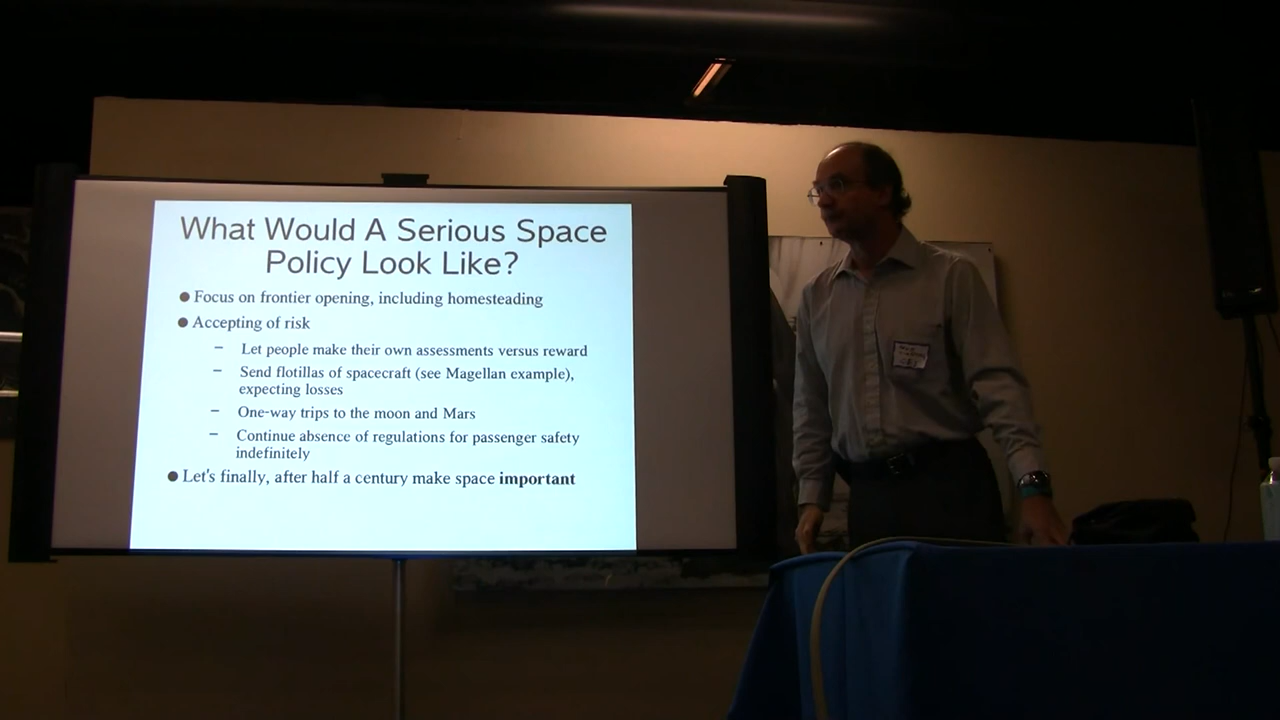 What Would A Serious Space
Policy Look Like?
● Focus on frontier opening, including homesteading
● Accepting of risk
– Let people make their own assessments versus reward
– Send flotillas of spacecraft (see Magellan example),
expecting losses
– One-way trips to the moon and Mars
– Continue absence of regulations for passenger safety
indefinitely
● Let's finally, after half a century make space important